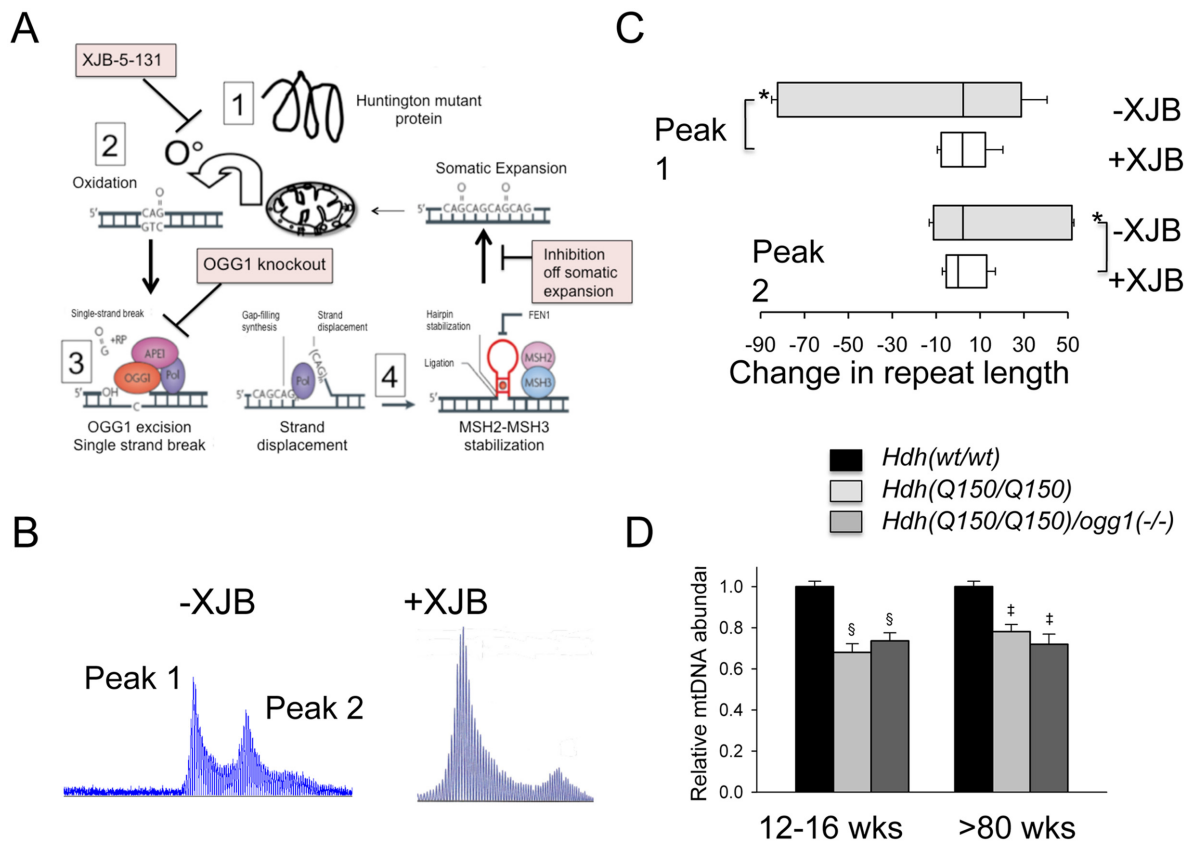 A
XJB-5-131
1
Huntington mutant
protein
2
O°
Oxidation
O
5'
CAG
GTC
Somatic Expansion
O O
5'
CAGCAGCAGCAG
OGG1 knockout
Inhibition
off somatic
expansion
Single-strand break
O
G
+RP
3
APE1
OGG1
Pol
5'
OH
C
OGG1 excision
Single strand break
Gap-filling
synthesis
Strand
displacement
(CAG)n
Pol
5'
CAGCAG
Strand
displacement
4
Hairpin
stabilization
FEN1
Ligation
MSH2
MSH3
5'
MSH2-MSH3
stabilization
B
-XJB
+XJB
Peak 1
Peak 2
C
*
Peak
1
-XJB
+XJB
Peak
2
*
-XJB
+XJB
-90 -70 -50 -30 -10 10 30 50
Change in repeat length
Hdh(wt/wt)
Hdh(Q150/Q150)
Hdh(Q150/Q150)/ogg1(-/-)
D
Relative mtDNA abundan
1.0
0.8
0.6
0.4
0.2
0.0
§ §
‡ ‡
12-16 wks
>80 wks